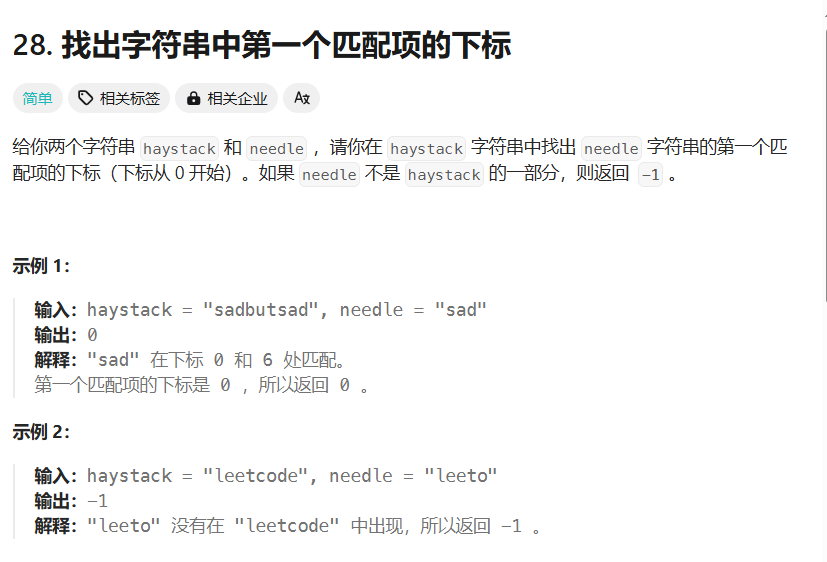 28. 找出字符串中第一个匹配项的下标
简单 相关标签 相关企业 Ax
给你两个字符串 haystack 和 needle ，请你在 haystack 字符串中找出 needle 字符串的第一个匹
配项的下标（下标从 0 开始）。如果 needle 不是 haystack 的一部分，则返回 -1 。
示例 1：
输入：haystack = "sadbutsad", needle = "sad"
输出：0
解释："sad" 在下标 0 和 6 处匹配。
第一个匹配项的下标是 0 ，所以返回 0 。
示例 2：
输入：haystack = "leetcode", needle = "leeto"
输出：-1
解释："leeto" 没有在 "leetcode" 中出现，所以返回 -1 。